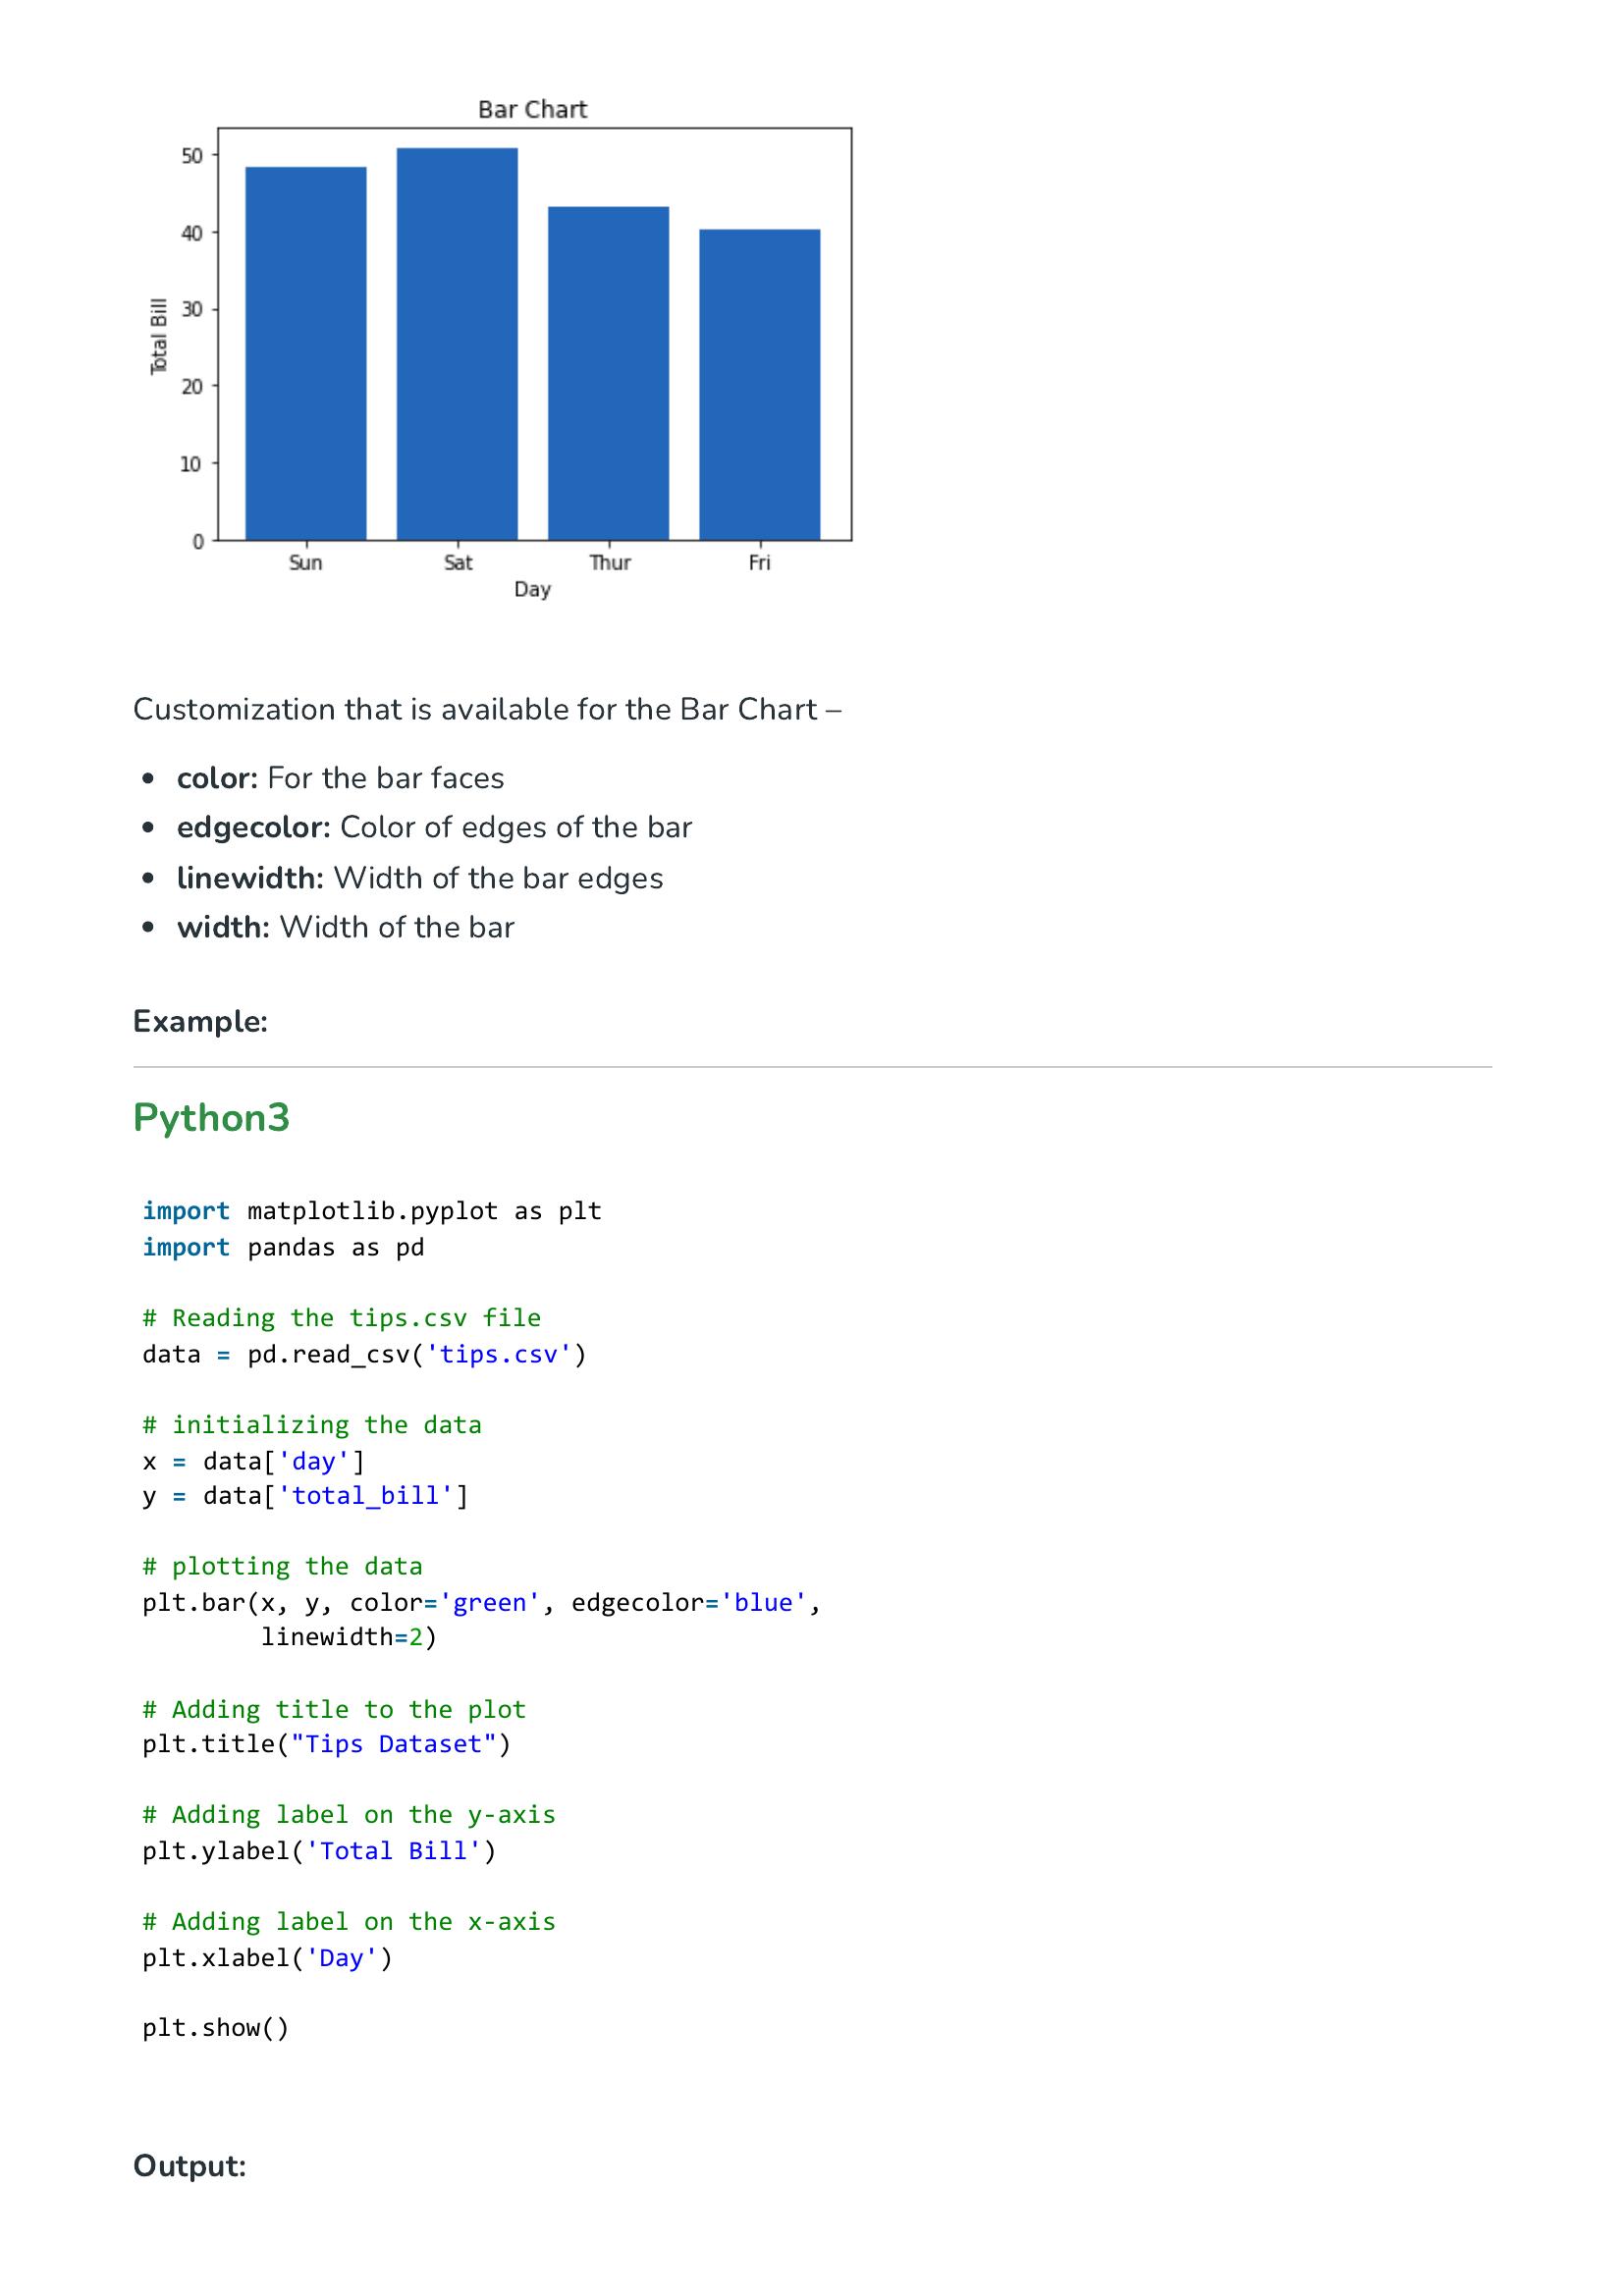 Bar Chart
50
40
30
20
10
0
Total Bill
Sun Sat Thur Fri
Day
Customization that is available for the Bar Chart –
• color: For the bar faces
• edgecolor: Color of edges of the bar
• linewidth: Width of the bar edges
• width: Width of the bar
Example:
Python3
import matplotlib.pyplot as plt
import pandas as pd
# Reading the tips.csv file
data = pd.read_csv('tips.csv')
# initializing the data
x = data['day']
y = data['total_bill']
# plotting the data
plt.bar(x, y, color='green', edgecolor='blue',
        linewidth=2)
# Adding title to the plot
plt.title("Tips Dataset")
# Adding label on the y-axis
plt.ylabel('Total Bill')
# Adding label on the x-axis
plt.xlabel('Day')
plt.show()
Output: